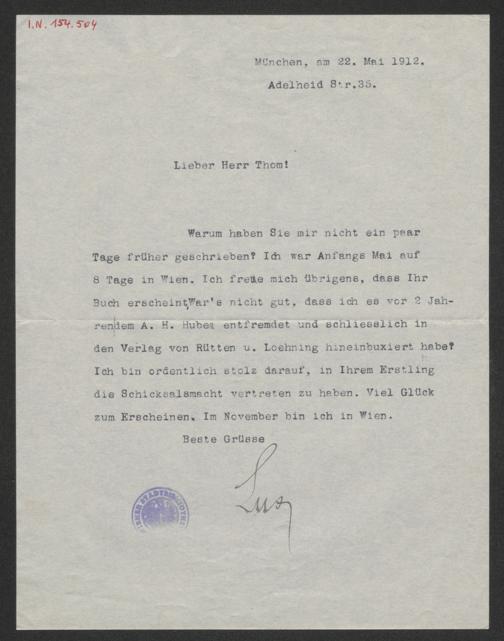 I.N. 154.504
München, am 22. Mai 1912.
Adelheid Str.35.
Lieber Herr Thom!
Warum haben Sie mir nicht ein paar
Tage früher geschrieben? Ich war Anfangs Mai auf
8 Tage in Wien. Ich freue mich übrigens, dass Ihr
Buch erscheint, War's nicht gut, dass ich es vor 2 Jah-
ren dem A. H. Huber entfremdet und schliesslich in
den Verlag von Rütten u. Loehning hineinbuxiert habe?
Ich bin ordentlich stolz darauf, in Ihrem Erstling
die Schicksalsmacht vertreten zu haben. Viel Glück
zum Erscheinen. Im November bin ich in Wien.
Beste Grüsse